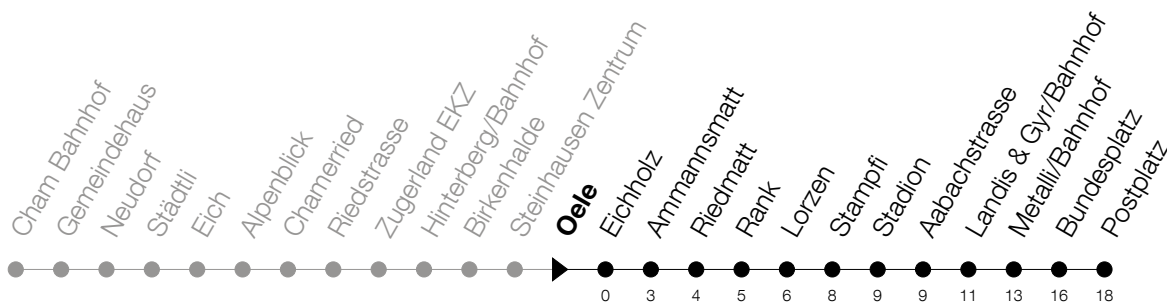 Cham Bahnhof
Gemeindehaus
Neudorf
Städtli
Eich
Alpenblick
Chamerried
Riedstrasse
Zugerland EKZ
Hinterberg/Bahnhof
Birkenhalde
Steinhausen Zentrum
Oele
Eichholz
Ammannsmatt
Riedmatt
Rank
Lorzen
Stampfi
Stadion
Aabachstrasse
Landis & Gyr/Bahnhof
Metalli/Bahnhof
Bundesplatz
Postplatz
0 3 4 5 6 8 9 9 11 13 16 18